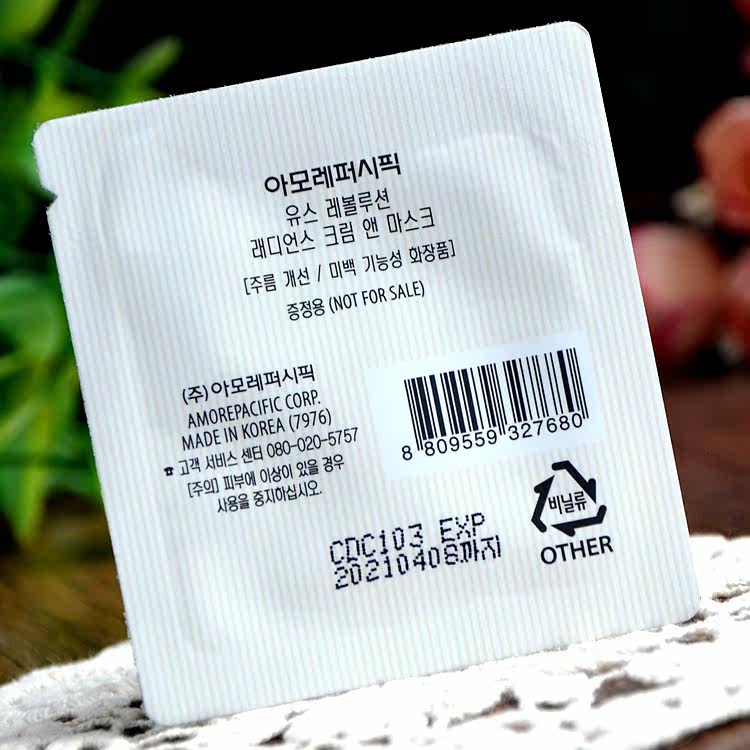 아모레퍼시픽
유스 레볼루션
래디언스 크림 앤 마스크
[주름 개선 / 미백 기능성 화장품]
증정용 (NOT FOR SALE)
(주)아모레퍼시픽
AMOREPACIFIC CORP.
MADE IN KOREA (7976)
☎ 고객 서비스 센터 080-020-5757
[주의] 피부에 이상이 있을 경우
사용을 중지하십시오.
8 809559 327680
비닐류
OTHER
CDC103 EXP
20210408까지